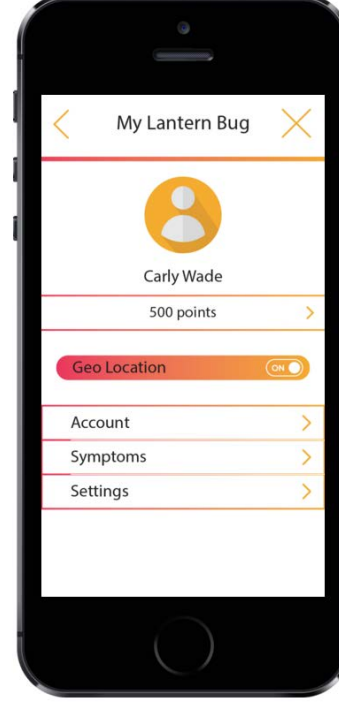 My Lantern Bug
Carly Wade
500 points
Geo Location
ON
Account
Symptoms
Settings